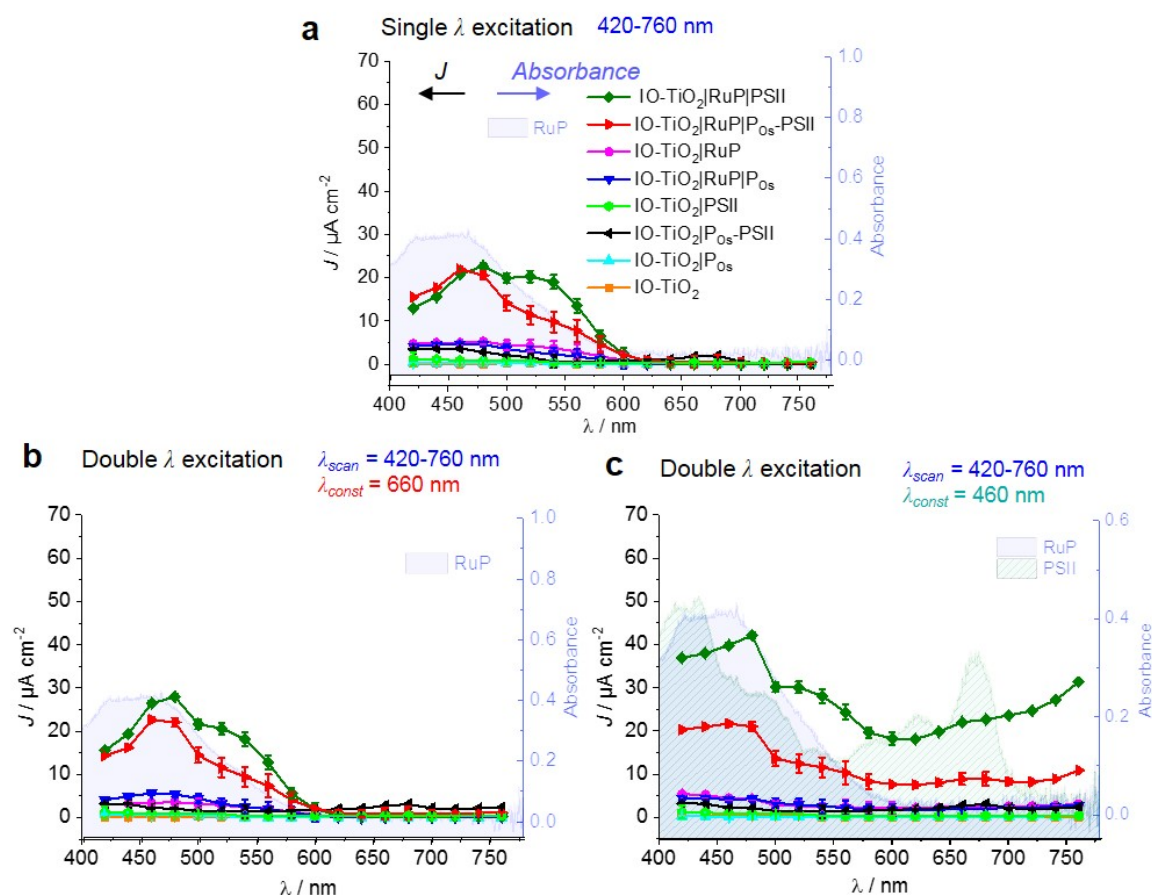 a Single λ excitation 420-760 nm
J Absorbance
RuP
IO-TiO₂|RuP|PSII
IO-TiO₂|RuP|P₀ₛ-PSII
IO-TiO₂|RuP
IO-TiO₂|RuP|P₀ₛ
IO-TiO₂|PSII
IO-TiO₂|P₀ₛ-PSII
IO-TiO₂|P₀ₛ
IO-TiO₂
70
60
50
40
30
20
10
0
J / µA cm⁻²
1.0
0.8
0.6
0.4
0.2
0.0
Absorbance
400 450 500 550 600 650 700 750
λ / nm
b Double λ excitation λscan = 420-760 nm
λconst = 660 nm
RuP
70
60
50
40
30
20
10
0
J / µA cm⁻²
1.0
0.8
0.6
0.4
0.2
0.0
Absorbance
400 450 500 550 600 650 700 750
λ / nm
c Double λ excitation λscan = 420-760 nm
λconst = 460 nm
RuP
PSII
70
60
50
40
30
20
10
0
J / µA cm⁻²
0.6
0.4
0.2
0.0
Absorbance
400 450 500 550 600 650 700 750
λ / nm